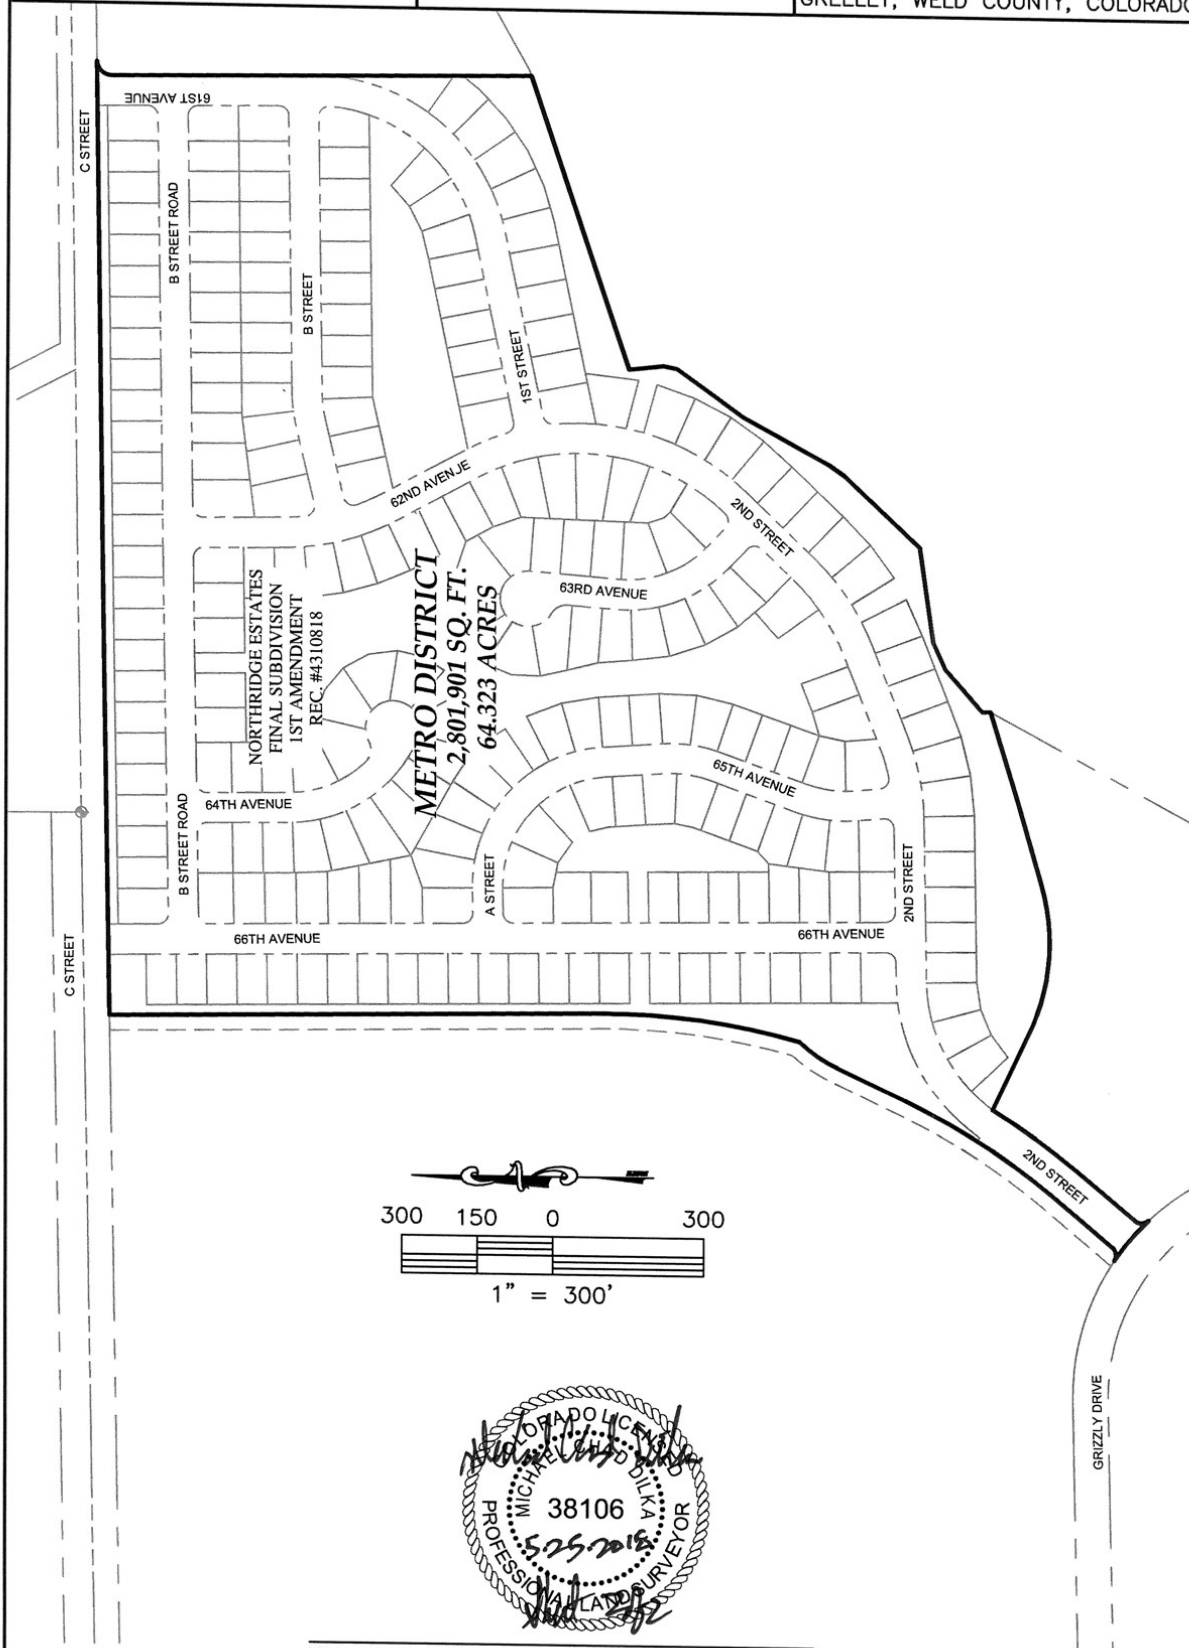 GREELEY, WELD COUNTY, COLORADO
61ST AVENUE
C STREET
B STREET ROAD
B STREET
1ST STREET
62ND AVENJE
2ND STREET
63RD AVENUE
NORTHRIDGE ESTATES
FINAL SUBDIVISION
1ST AMENDMENT
REC. #4310818
METRO DISTRICT
2,801,901 SQ. FT.
64.323 ACRES
65TH AVENUE
64TH AVENUE
B STREET ROAD
A STREET
2ND STREET
66TH AVENUE
66TH AVENUE
C STREET
2ND STREET
300 150 0 300
1" = 300'
GRIZZLY DRIVE
COLORADO LICENSED
MICHAEL CHAD DILKA
38106
5-25-2018
PROFESSIONAL LAND SURVEYOR